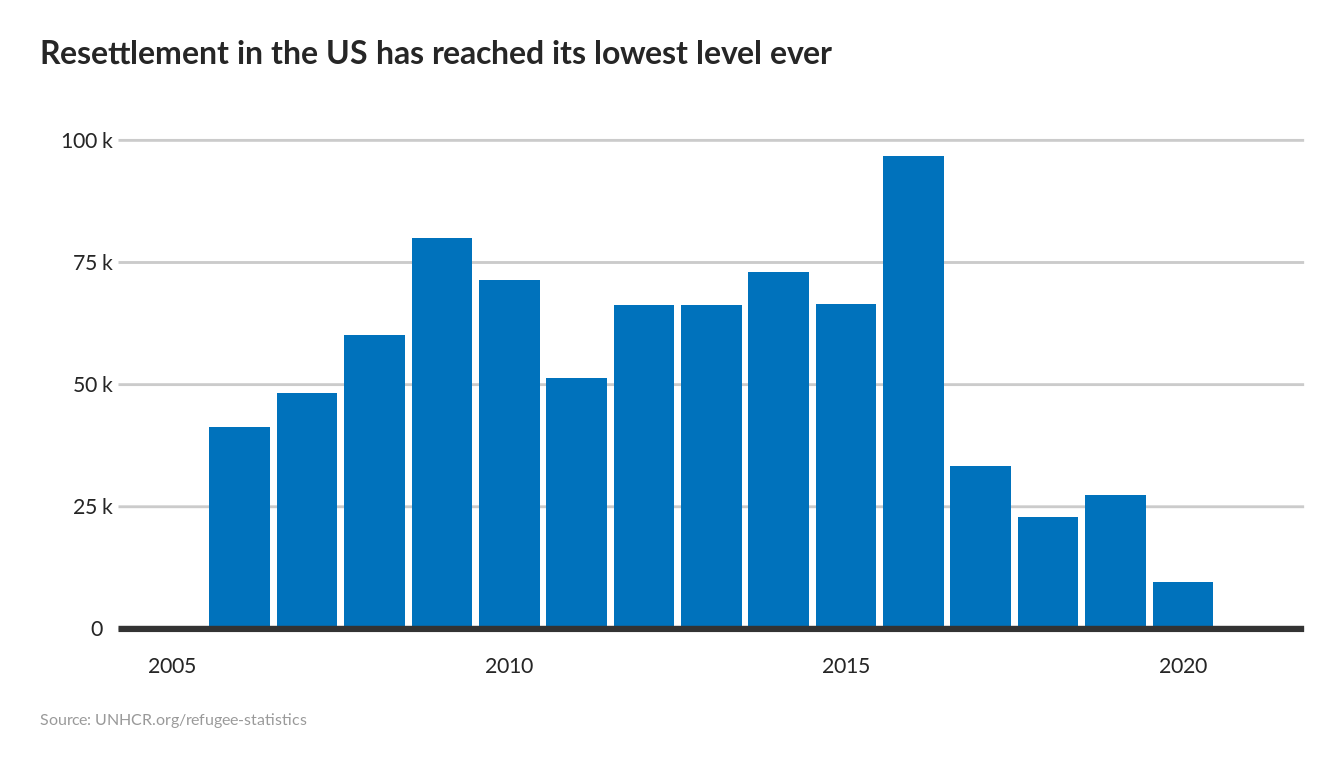 Resettlement in the US has reached its lowest level ever
100 k
75 k
50 k
25 k
0
2005 2010 2015 2020
Source: UNHCR.org/refugee-statistics